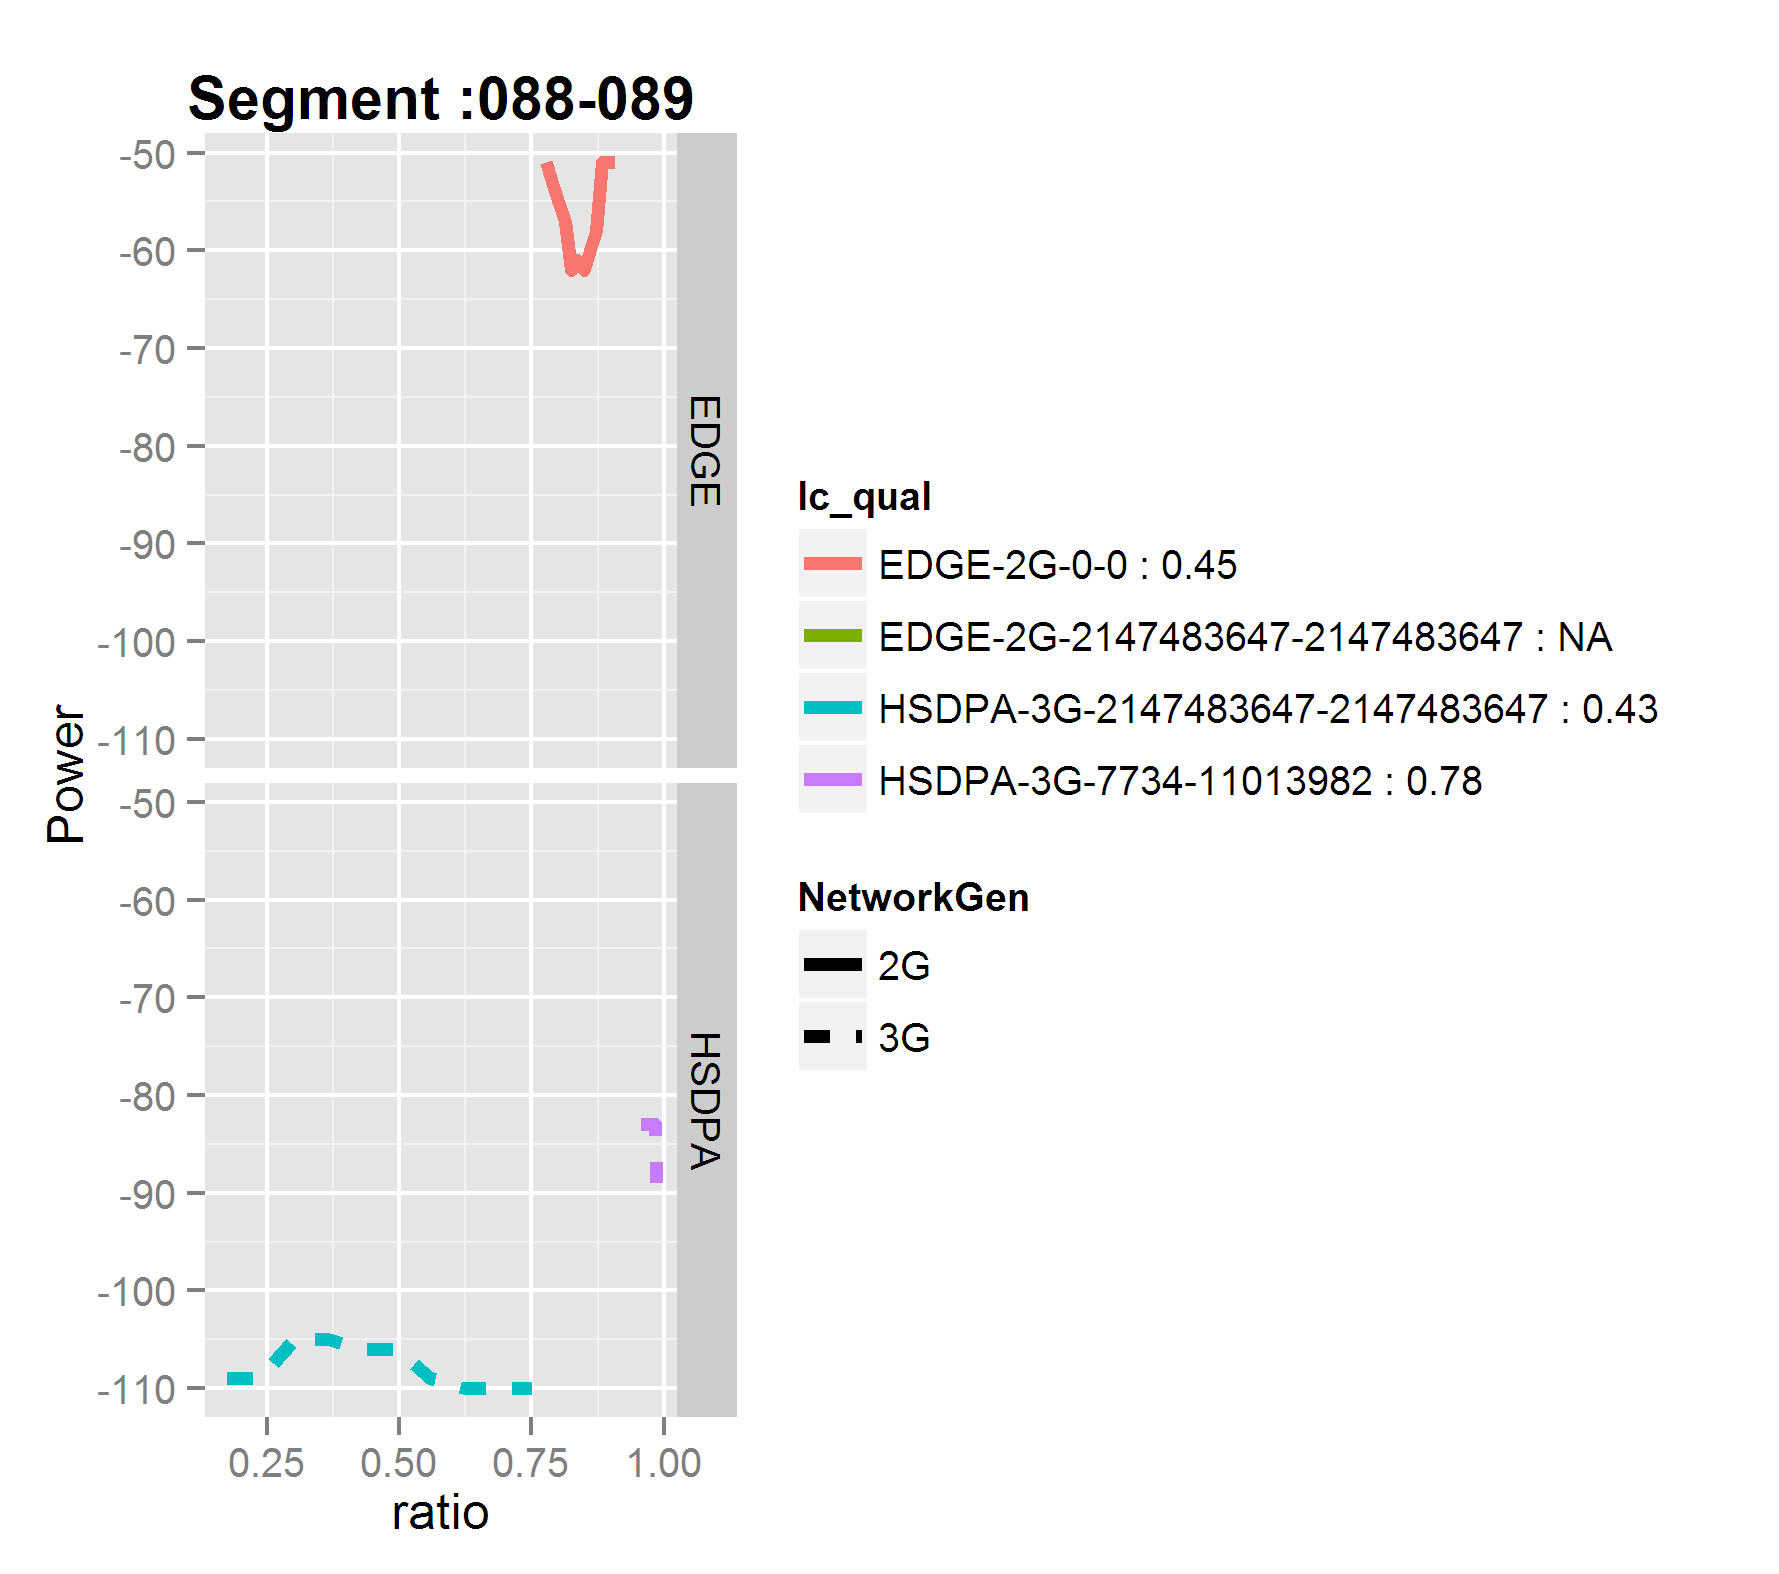 Segment :088-089
-50
-60
-70
-80
-90
-100
-110
EDGE
-50
-60
-70
-80
-90
-100
-110
HSDPA
0.25 0.50 0.75 1.00
ratio
Power
lc_qual
EDGE-2G-0-0 : 0.45
EDGE-2G-2147483647-2147483647 : NA
HSDPA-3G-2147483647-2147483647 : 0.43
HSDPA-3G-7734-11013982 : 0.78
NetworkGen
2G
3G